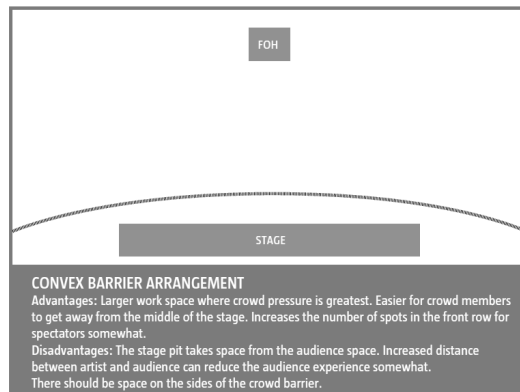 FOH
STAGE
CONVEX BARRIER ARRANGEMENT
Advantages: Larger work space where crowd pressure is greatest. Easier for crowd members
to get away from the middle of the stage. Increases the number of spots in the front row for
spectators somewhat.
Disadvantages: The stage pit takes space from the audience space. Increased distance
between artist and audience can reduce the audience experience somewhat.
There should be space on the sides of the crowd barrier.